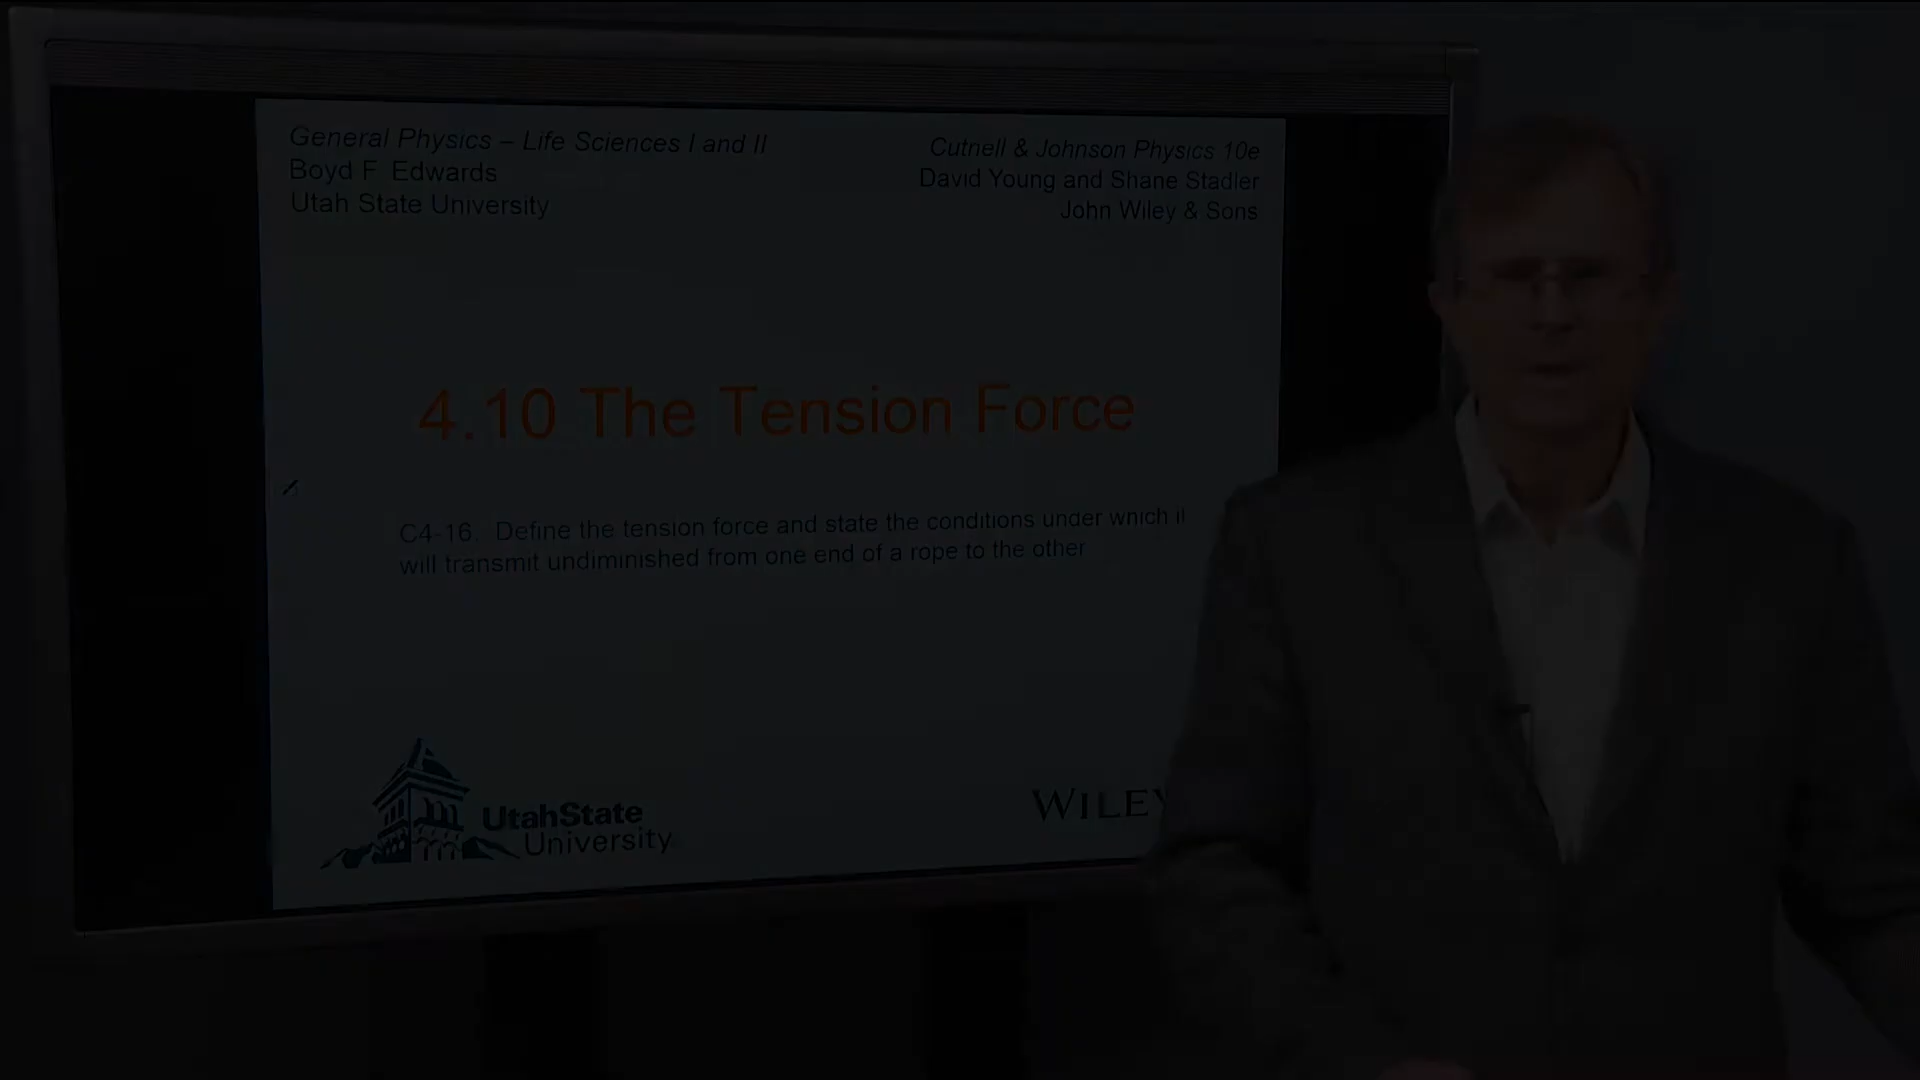 General Physics – Life Sciences I and II
Boyd F Edwards
Utah State University
Cutnell & Johnson Physics 10e
David Young and Shane Stadler
John Wiley & Sons
4.10 The Tension Force
C4-16. Define the tension force and state the conditions under which it
will transmit undiminished from one end of a rope to the other
UtahState
University
WILEY